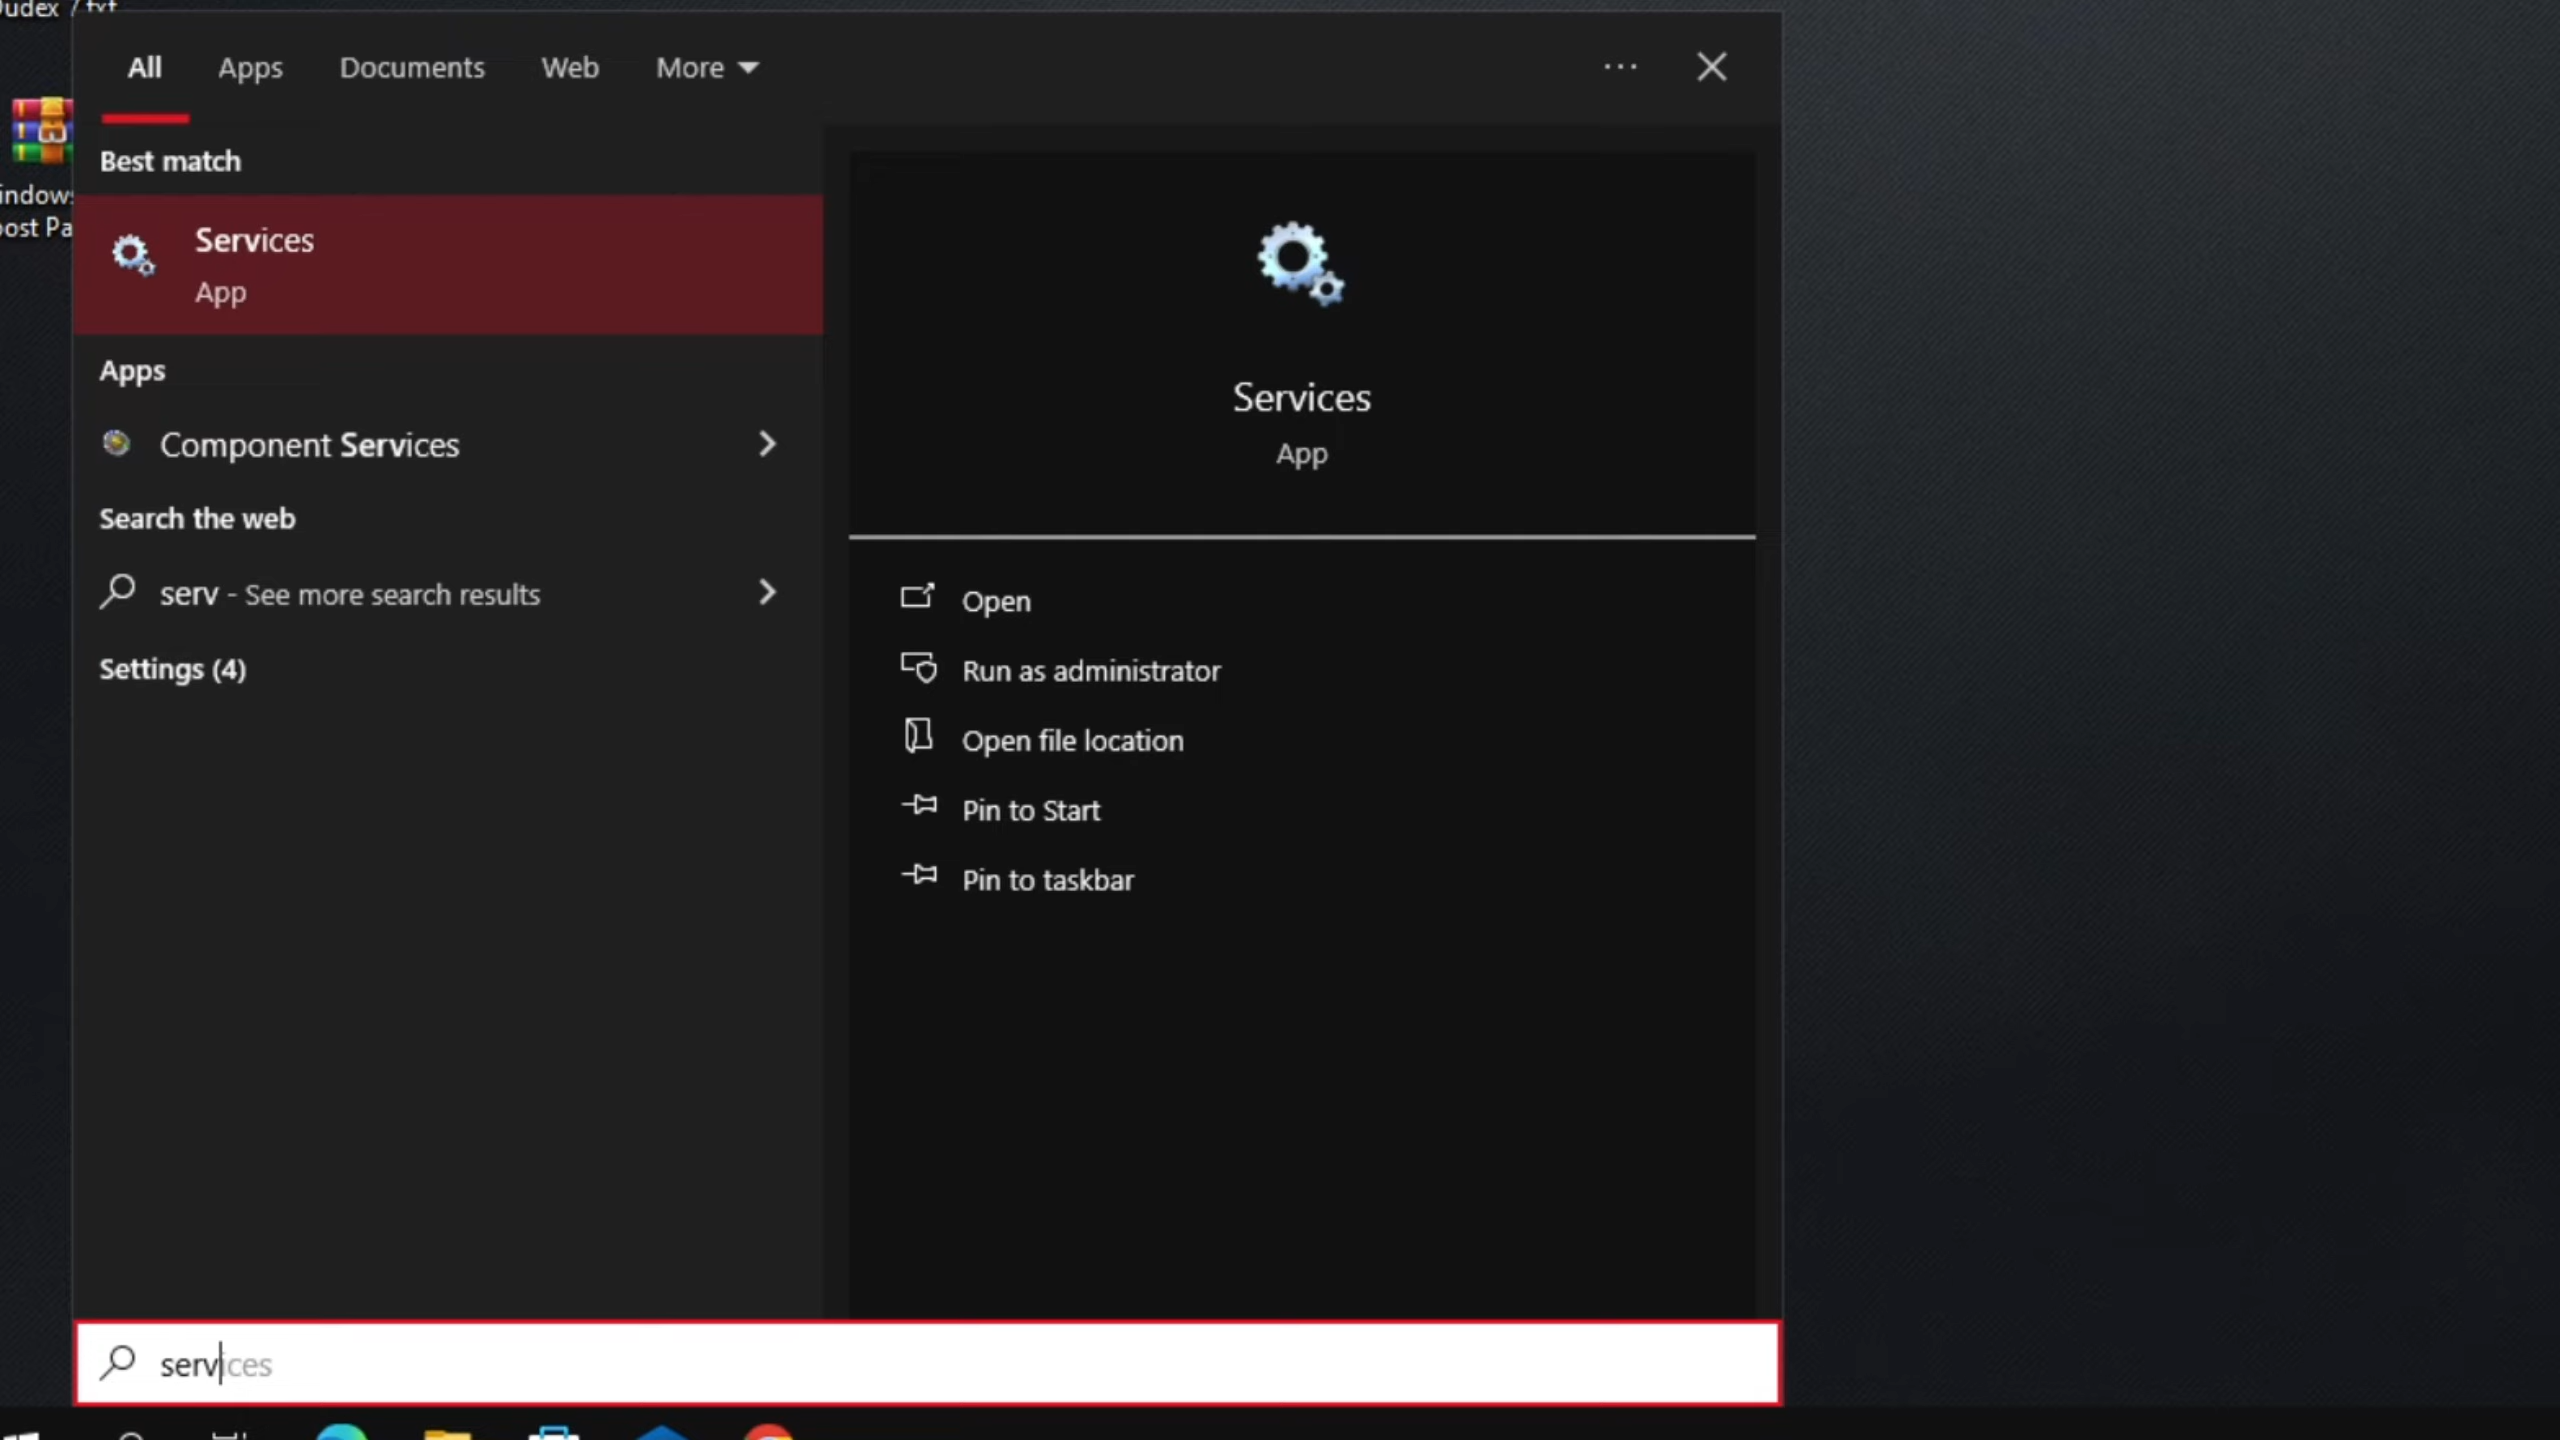 All Apps Documents Web More
Best match
Services
App
Apps
Component Services
Search the web
serv - See more search results
Settings (4)
Services
App
Open
Run as administrator
Open file location
Pin to Start
Pin to taskbar
services